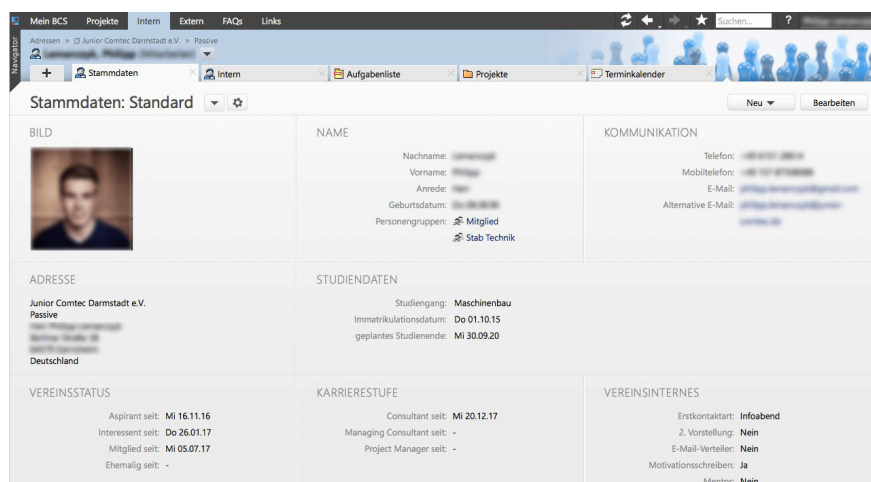 Mein BCS Projekte Intern Extern FAQs Links Suchen... ?
Navigator
Adressen » Junior Comtec Darmstadt e.V. » Passive
+ Stammdaten × Intern × Aufgabenliste × Projekte × Terminkalender ×
Stammdaten: Standard
Neu Bearbeiten
BILD
NAME
Nachname:
Vorname:
Anrede:
Geburtsdatum:
Personengruppen: Mitglied
Stab Technik
KOMMUNIKATION
Telefon:
Mobiltelefon:
E-Mail:
Alternative E-Mail:
ADRESSE
Junior Comtec Darmstadt e.V.
Passive
Deutschland
STUDIENDATEN
Studiengang: Maschinenbau
Immatrikulationsdatum: Do 01.10.15
geplantes Studienende: Mi 30.09.20
VEREINSSTATUS
Aspirant seit: Mi 16.11.16
Interessent seit: Do 26.01.17
Mitglied seit: Mi 05.07.17
Ehemalig seit: -
KARRIERESTUFE
Consultant seit: Mi 20.12.17
Managing Consultant seit: -
Project Manager seit: -
VEREINSINTERNES
Erstkontaktart: Infoabend
2. Vorstellung: Nein
E-Mail-Verteiler: Nein
Motivationsschreiben: Ja
Mentor: Nein